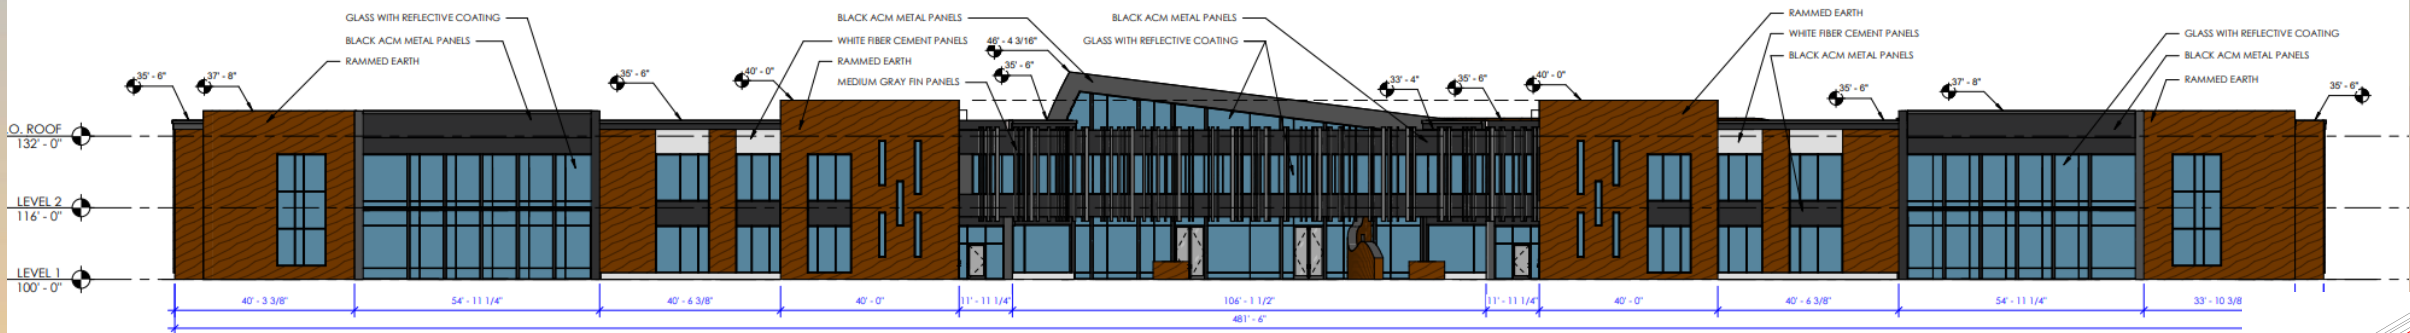 GLASS WITH REFLECTIVE COATING
BLACK ACM METAL PANELS
RAMMED EARTH
BLACK ACM METAL PANELS
WHITE FIBER CEMENT PANELS
RAMMED EARTH
MEDIUM GRAY FIN PANELS
BLACK ACM METAL PANELS
GLASS WITH REFLECTIVE COATING
RAMMED EARTH
WHITE FIBER CEMENT PANELS
BLACK ACM METAL PANELS
GLASS WITH REFLECTIVE COATING
BLACK ACM METAL PANELS
RAMMED EARTH
35' - 6"
37' - 8"
35' - 6"
40' - 0"
46' - 4 3/16"
35' - 6"
33' - 4"
35' - 6"
40' - 0"
35' - 6"
37' - 8"
35' - 6"
O. ROOF
132' - 0"
LEVEL 2
116' - 0"
LEVEL 1
100' - 0"
40' - 3 3/8"
54' - 11 1/4"
40' - 6 3/8"
40' - 0"
11' - 11 1/4"
106' - 1 1/2"
11' - 11 1/4"
40' - 0"
40' - 6 3/8"
54' - 11 1/4"
33' - 10 3/8
481' - 6"